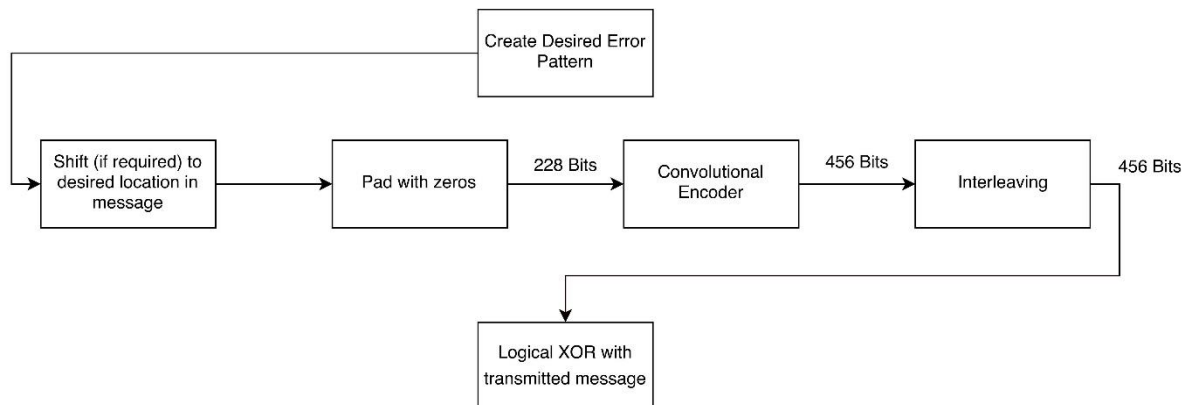 Create Desired Error
Pattern
Shift (if required) to
desired location in
message
Pad with zeros
228 Bits
Convolutional
Encoder
456 Bits
Interleaving
456 Bits
Logical XOR with
transmitted message